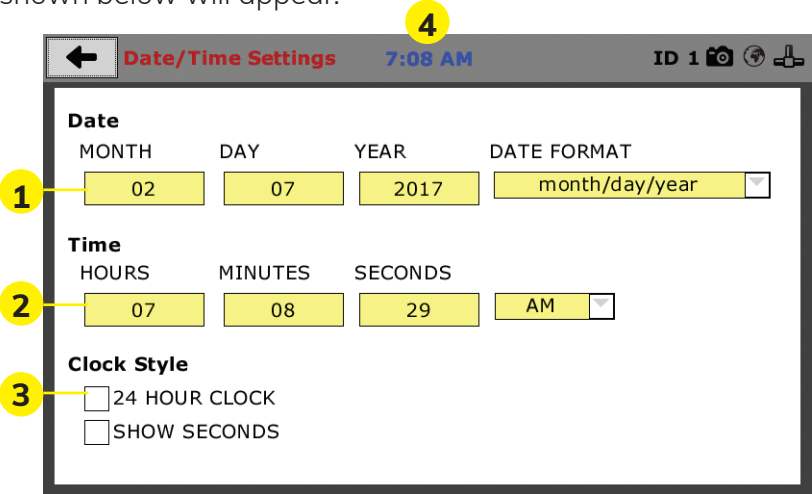 shown below will appear.
4
Date/Time Settings 7:08 AM ID 1
Date
MONTH DAY YEAR DATE FORMAT
1 02 07 2017 month/day/year
Time
HOURS MINUTES SECONDS
2 07 08 29 AM
Clock Style
3 24 HOUR CLOCK
SHOW SECONDS